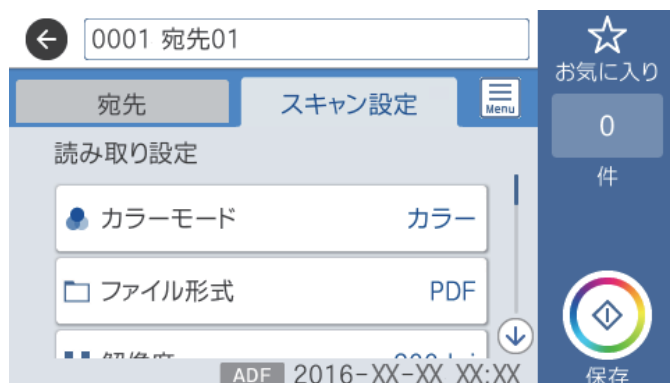 0001 宛先01
お気に入り
宛先
スキャン設定
Menu
0
件
読み取り設定
カラーモード カラー
ファイル形式 PDF
ADF 2016-XX-XX XX:XX
保存